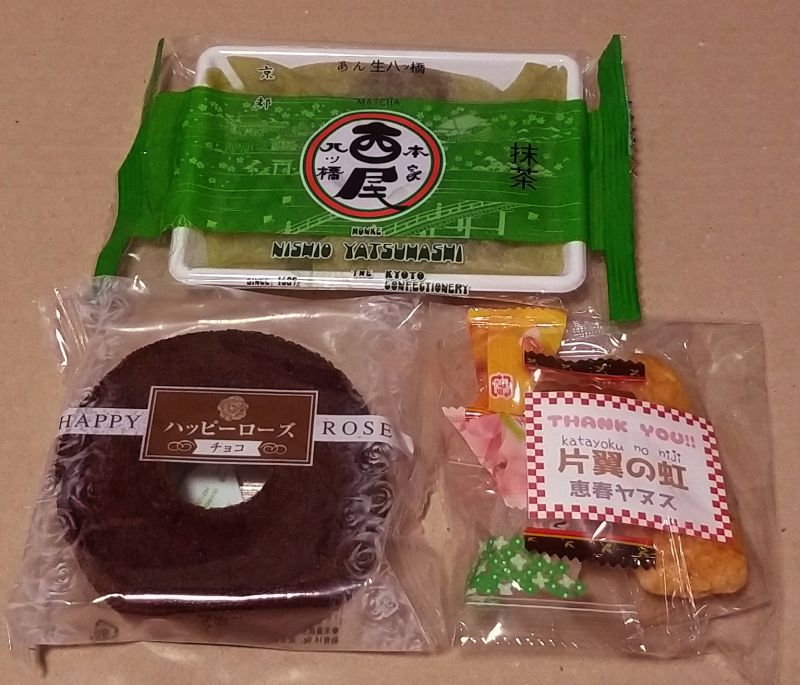 あん生八ッ橋
京都
MATCHA
本家
西尾
八ッ橋
抹茶
HONKE
NISHIO YATSUHASHI
SINCE 1689
THE KYOTO
CONFECTIONERY
HAPPY
ハッピーローズ
チョコ
ROSE
THANK YOU!!
katayoku no niji
片翼の虹
恵春ヤヌス